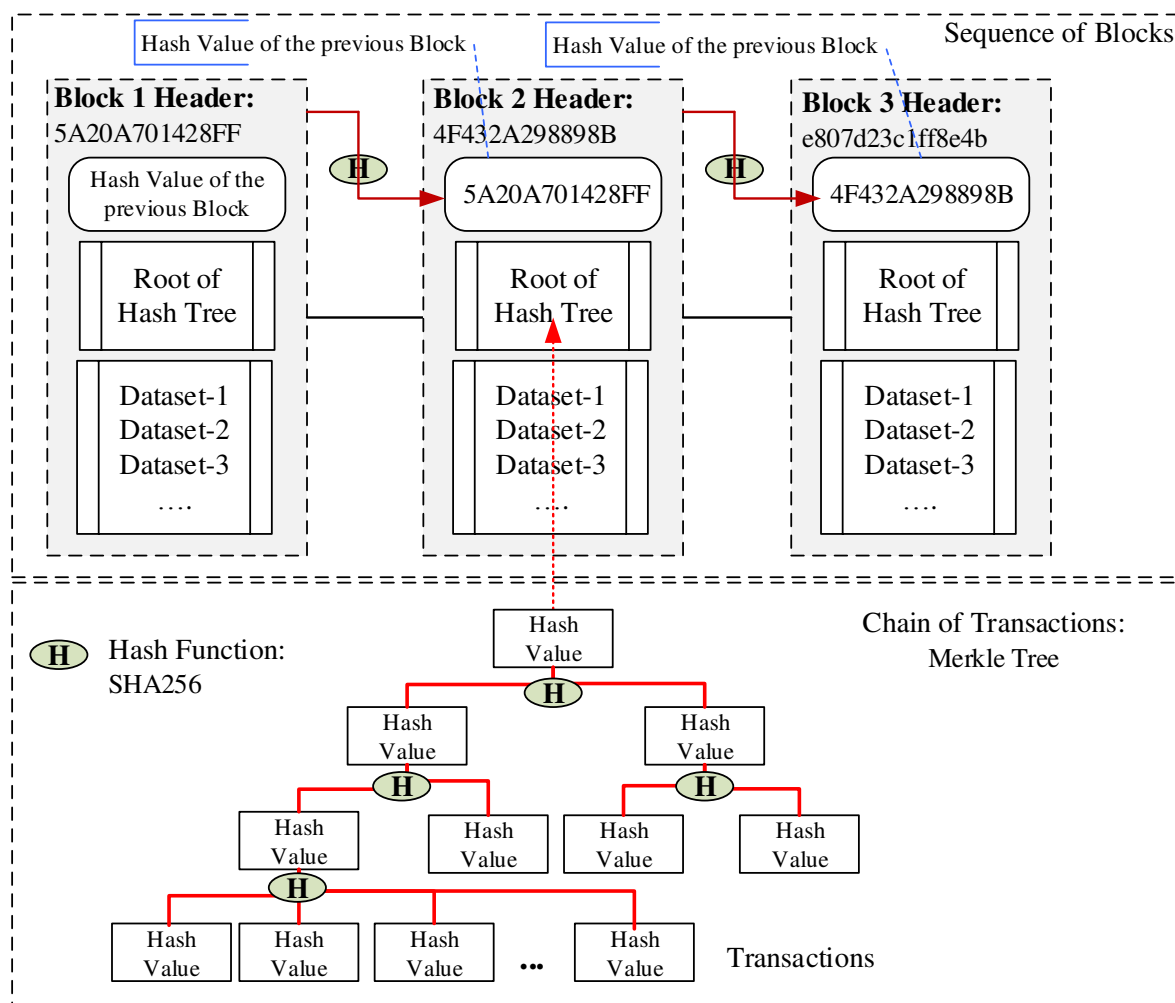 Sequence of Blocks
Hash Value of the previous Block
Hash Value of the previous Block
Block 1 Header:
5A20A701428FF
Hash Value of the
previous Block
Root of
Hash Tree
Dataset-1
Dataset-2
Dataset-3
....
H
Block 2 Header:
4F432A298898B
5A20A701428FF
Root of
Hash Tree
Dataset-1
Dataset-2
Dataset-3
....
H
Block 3 Header:
e807d23c1ff8e4b
4F432A298898B
Root of
Hash Tree
Dataset-1
Dataset-2
Dataset-3
....
H
Hash Function:
SHA256
Chain of Transactions:
Merkle Tree
Hash
Value
H
Hash
Value
Hash
Value
H
H
Hash
Value
Hash
Value
Hash
Value
Hash
Value
H
Hash
Value
Hash
Value
Hash
Value
...
Hash
Value
Transactions